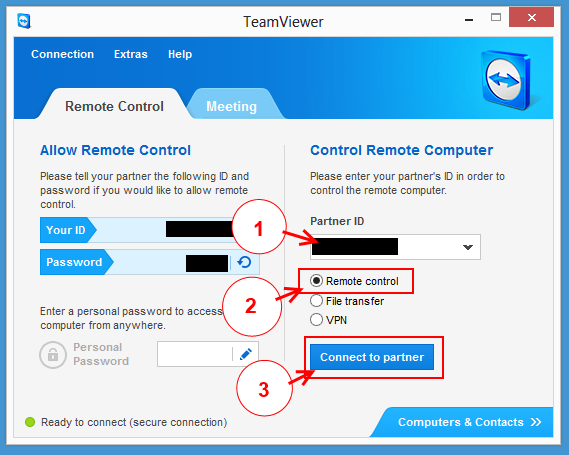 TeamViewer
Connection Extras Help
Remote Control
Meeting
Allow Remote Control
Please tell your partner the following ID and
password if you would like to allow remote
control.
Your ID
Password
Enter a personal password to access
computer from anywhere.
Personal
Password
Control Remote Computer
Please enter your partner's ID in order to
control the remote computer.
Partner ID
1
Remote control
2
File transfer
VPN
Connect to partner
3
Ready to connect (secure connection)
Computers & Contacts >>